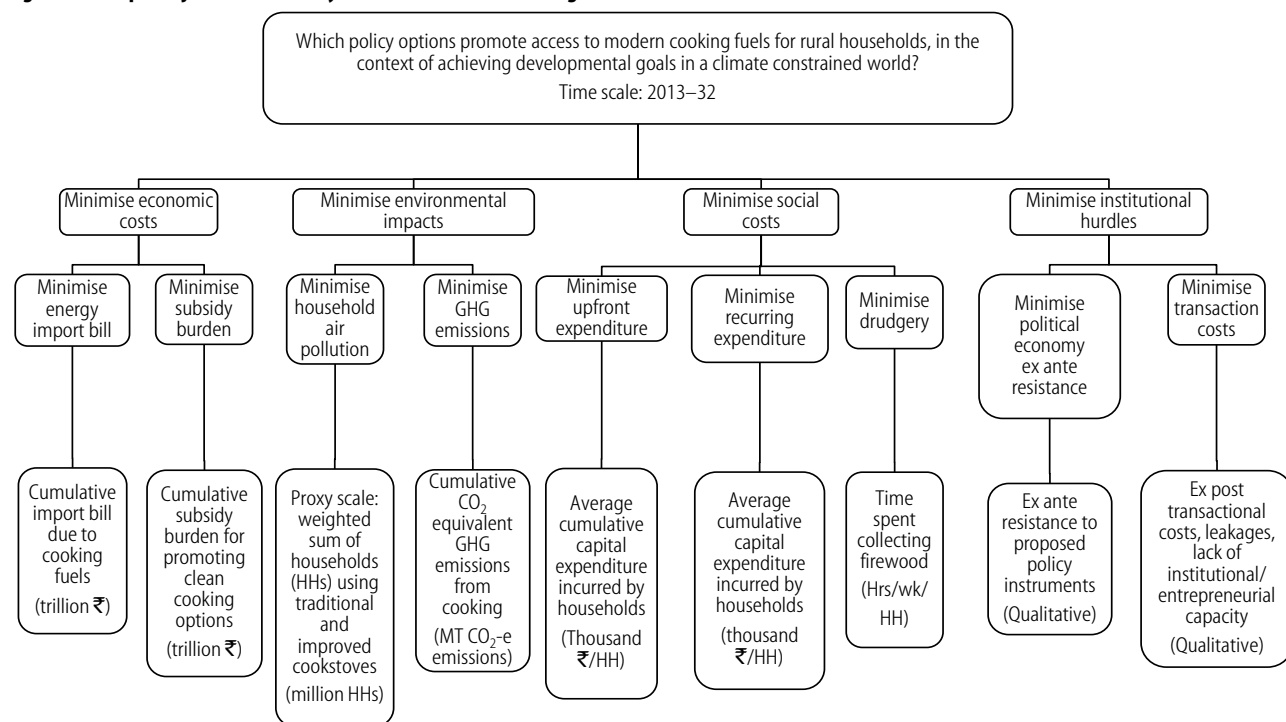 Which policy options promote access to modern cooking fuels for rural households, in the
context of achieving developmental goals in a climate constrained world?
Time scale: 2013–32
Minimise economic
costs
Minimise environmental
impacts
Minimise social
costs
Minimise institutional
hurdles
Minimise
energy
import bill
Minimise
subsidy
burden
Minimise
household
air
pollution
Minimise
GHG
emissions
Minimise
upfront
expenditure
Minimise
recurring
expenditure
Minimise
drudgery
Minimise
political
economy
ex ante
resistance
Minimise
transaction
costs
Cumulative
import bill
due to
cooking
fuels
(trillion ₹)
Cumulative
subsidy
burden for
promoting
clean
cooking
options
(trillion ₹)
Proxy scale:
weighted
sum of
households
(HHs) using
traditional
and
improved
cookstoves
(million HHs)
Cumulative
CO₂
equivalent
GHG
emissions
from
cooking
(MT CO₂-e
emissions)
Average
cumulative
capital
expenditure
incurred by
households
(Thousand
₹/HH)
Average
cumulative
capital
expenditure
incurred by
households
(thousand
₹/HH)
Time
spent
collecting
firewood
(Hrs/wk/
HH)
Ex ante
resistance to
proposed
policy
instruments
(Qualitative)
Ex post
transactional
costs, leakages,
lack of
institutional/
entrepreneurial
capacity
(Qualitative)